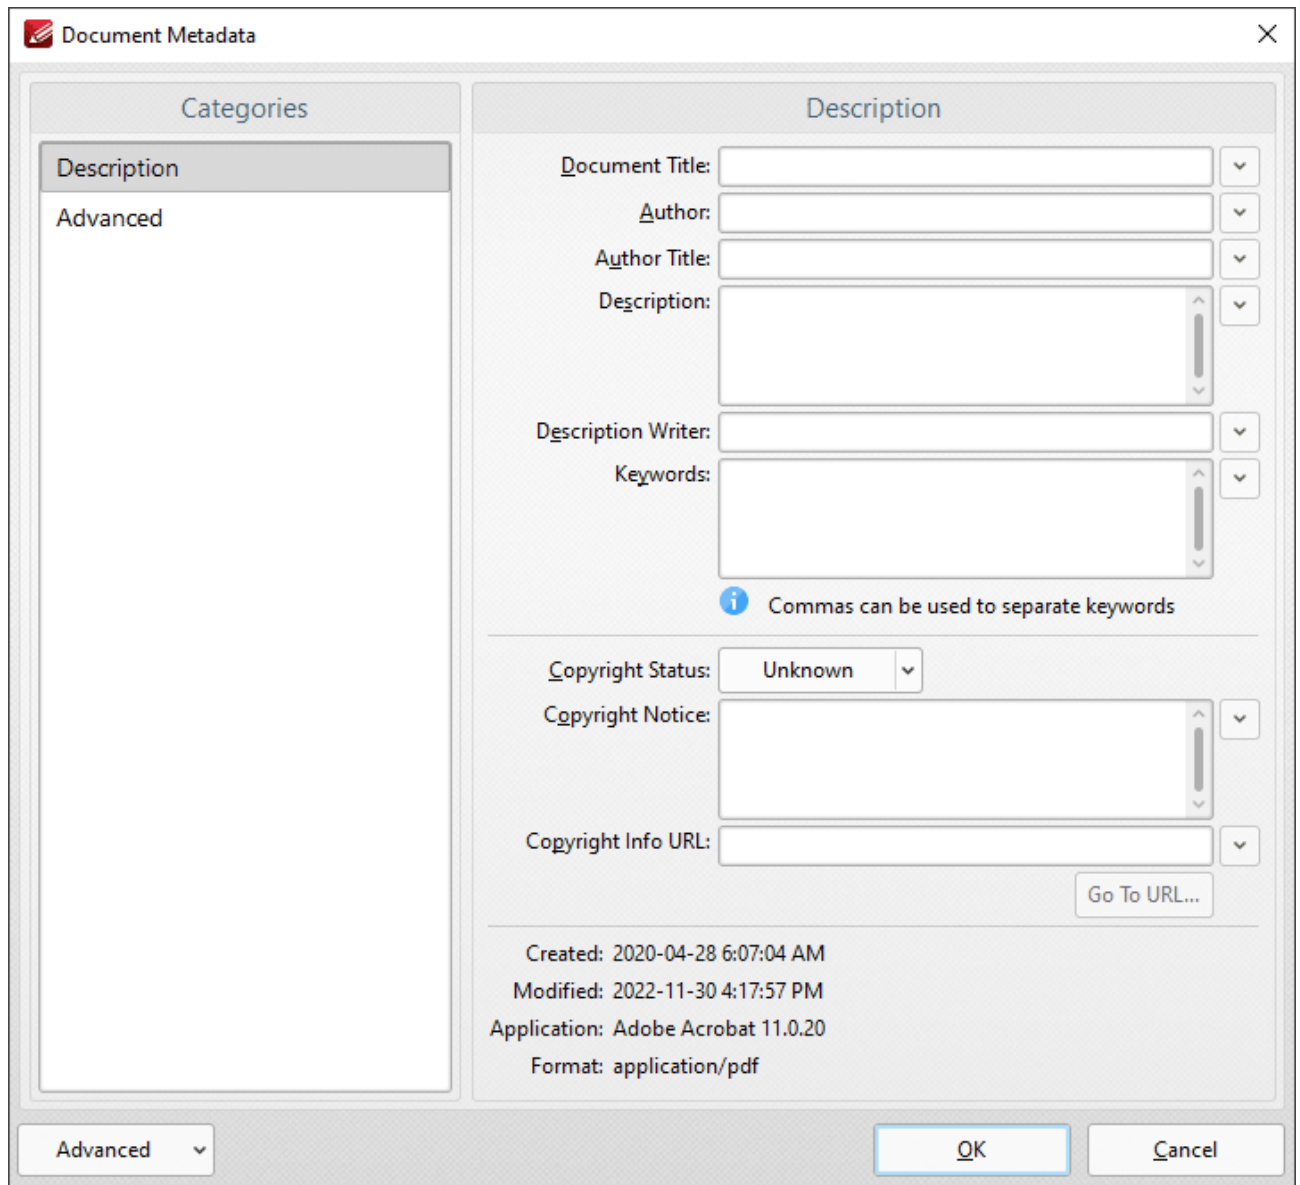 Document Metadata
Categories
Description
Advanced
Description
Document Title:
Author:
Author Title:
Description:
Description Writer:
Keywords:
Commas can be used to separate keywords
Copyright Status: Unknown
Copyright Notice:
Copyright Info URL:
Go To URL...
Created: 2020-04-28 6:07:04 AM
Modified: 2022-11-30 4:17:57 PM
Application: Adobe Acrobat 11.0.20
Format: application/pdf
Advanced
OK
Cancel